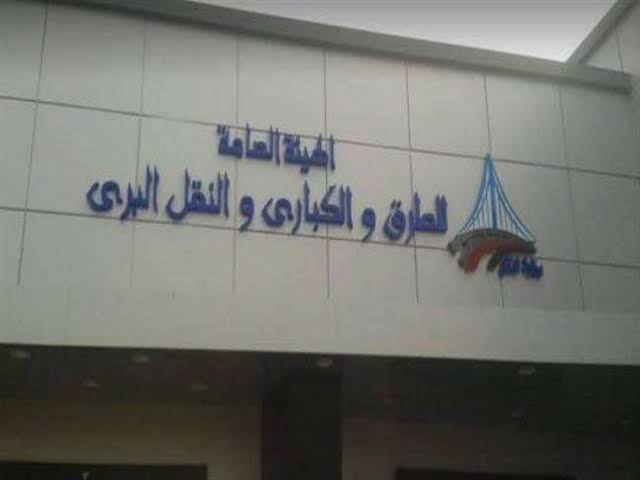 الهيئة العامة
للطرق و الكبارى و النقل البرى